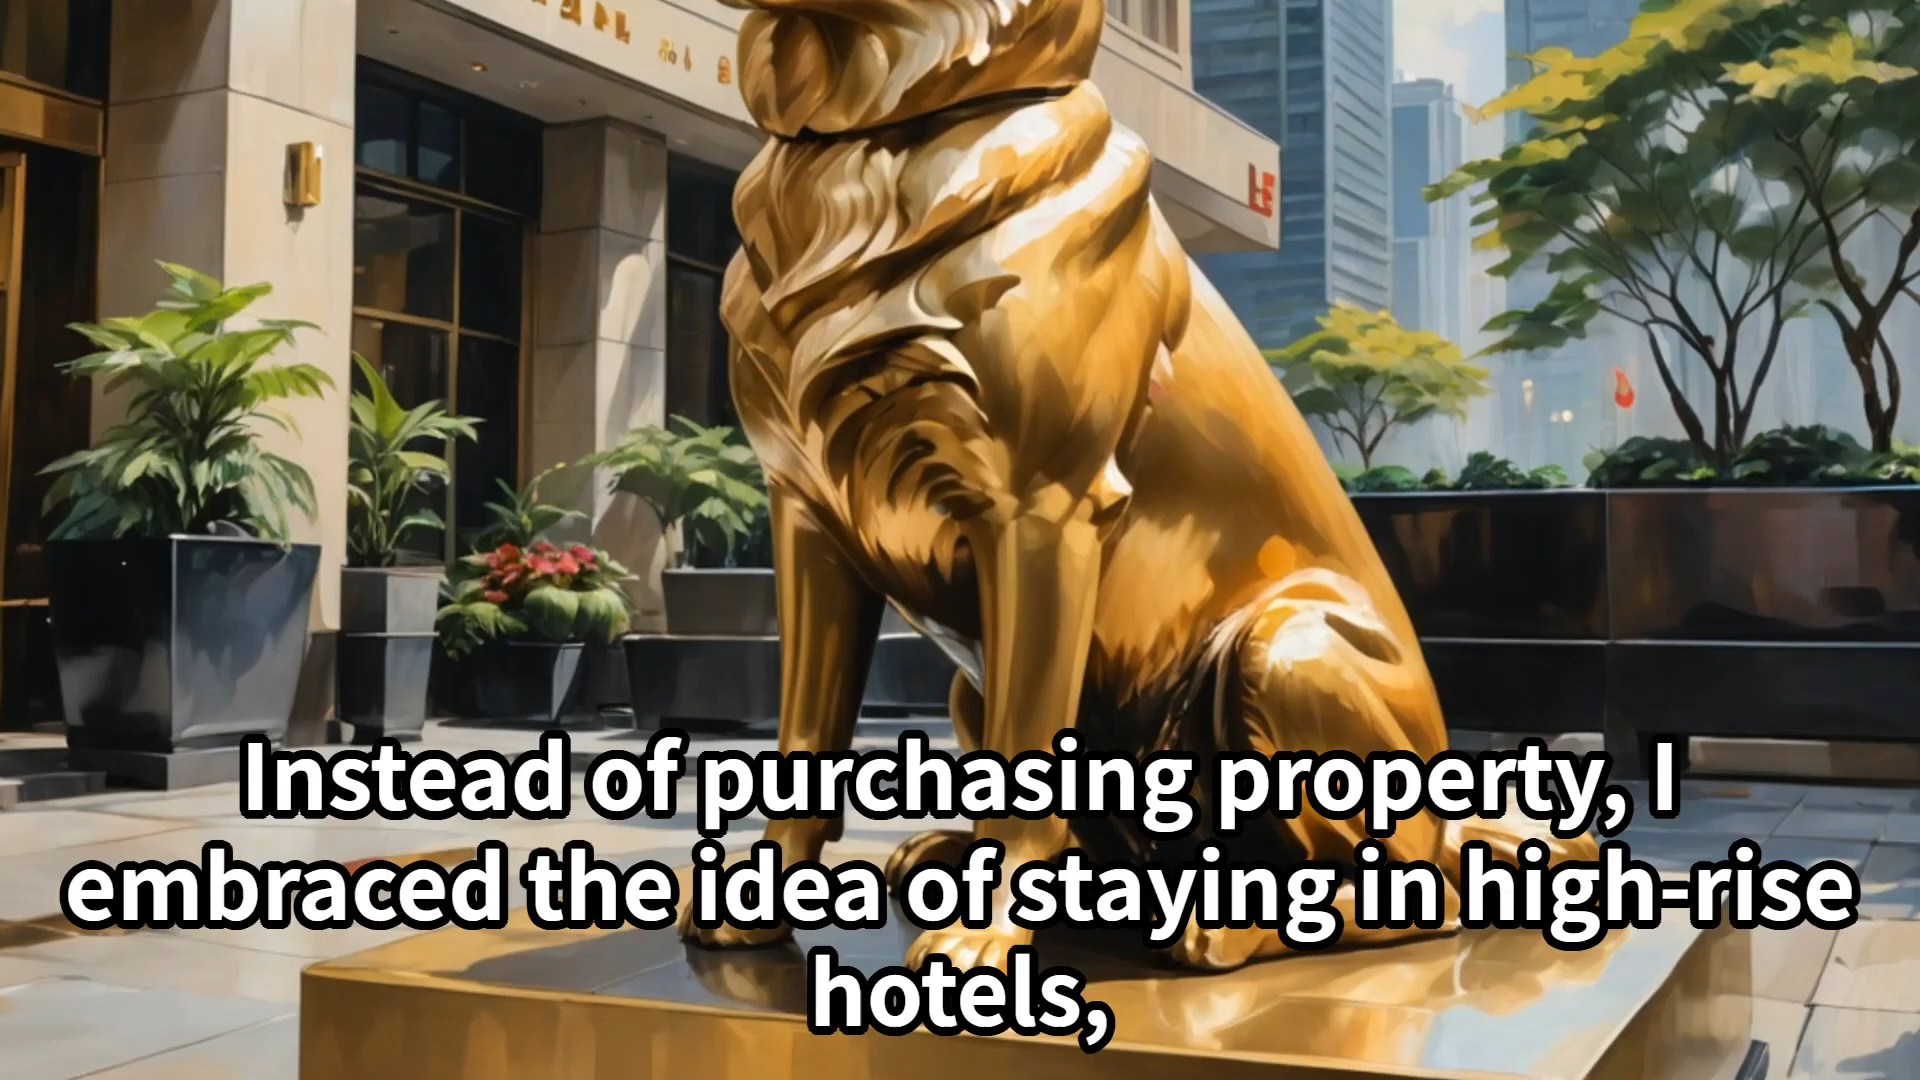 Instead of purchasing property, I
embraced the idea of staying in high-rise
hotels,